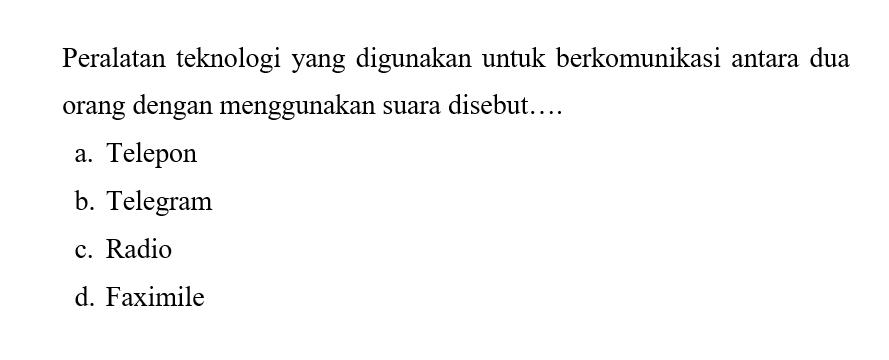 Peralatan teknologi yang digunakan untuk berkomunikasi antara dua
orang dengan menggunakan suara disebut….
a. Telepon
b. Telegram
c. Radio
d. Faximile